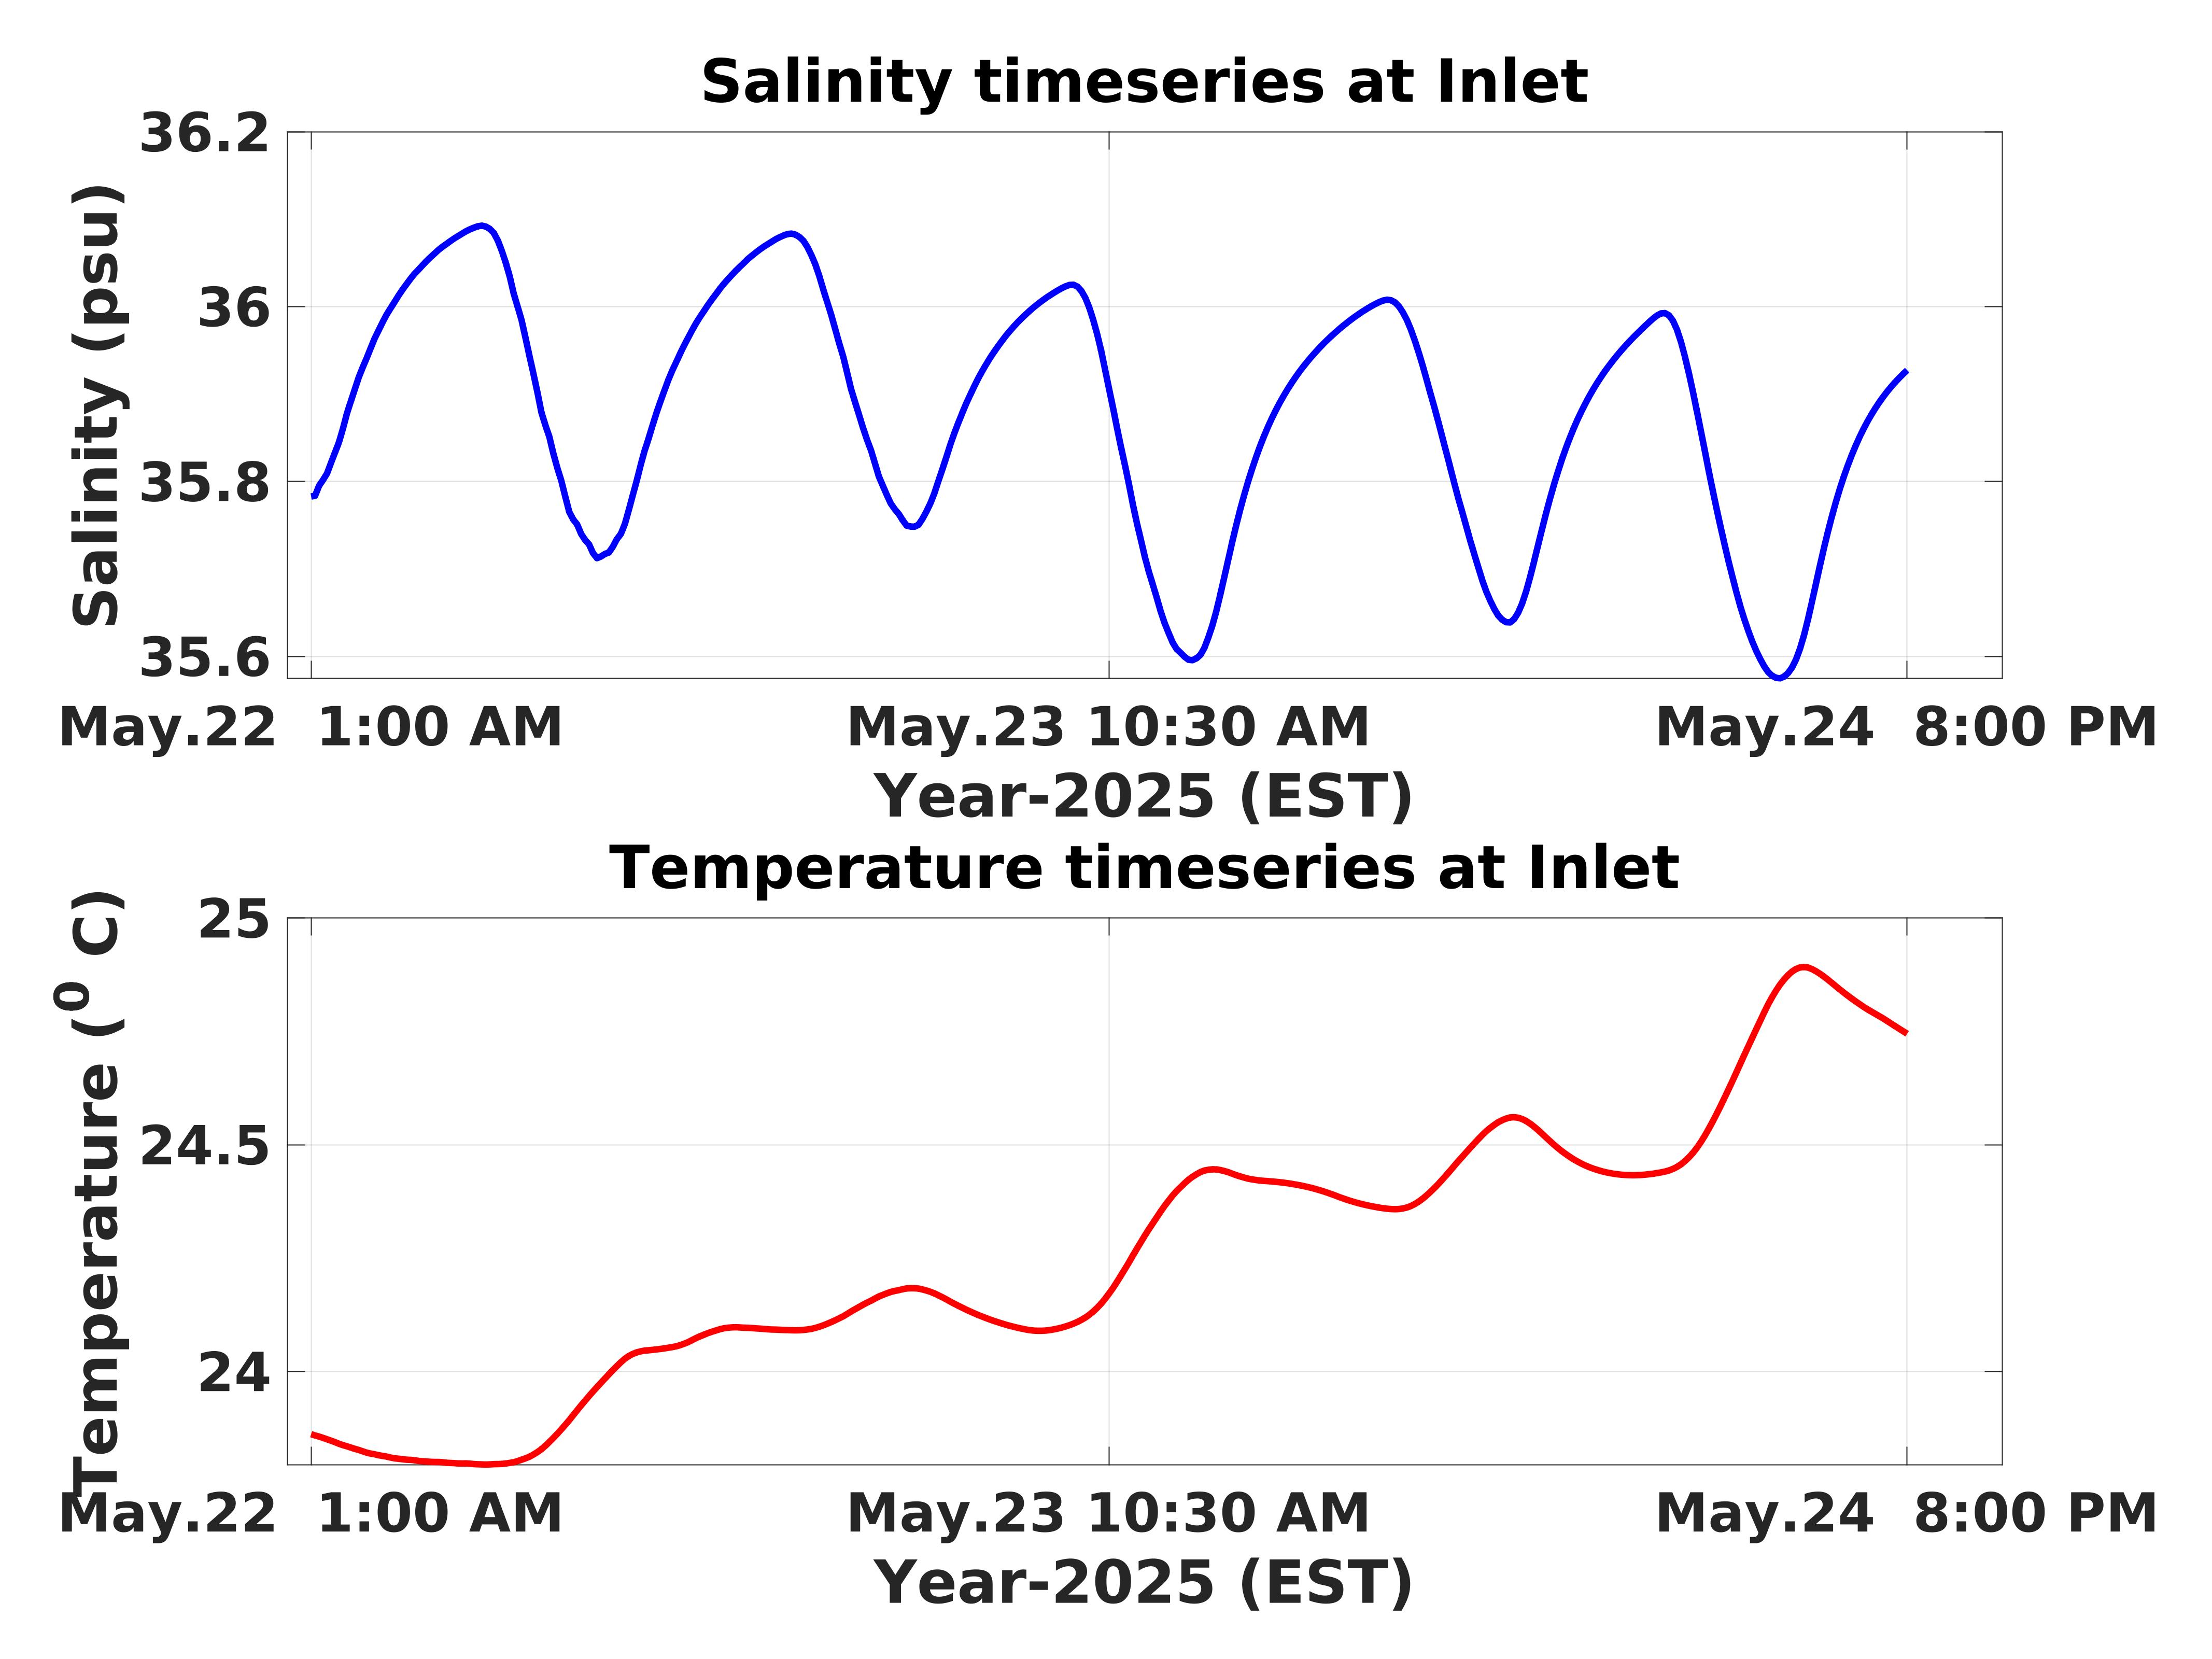 Salinity timeseries at Inlet
Salinity (psu)
36.2
36
35.8
35.6
May.22 1:00 AM May.23 10:30 AM May.24 8:00 PM
Year-2025 (EST)
Temperature timeseries at Inlet
Temperature (⁰ C)
25
24.5
24
May.22 1:00 AM May.23 10:30 AM May.24 8:00 PM
Year-2025 (EST)